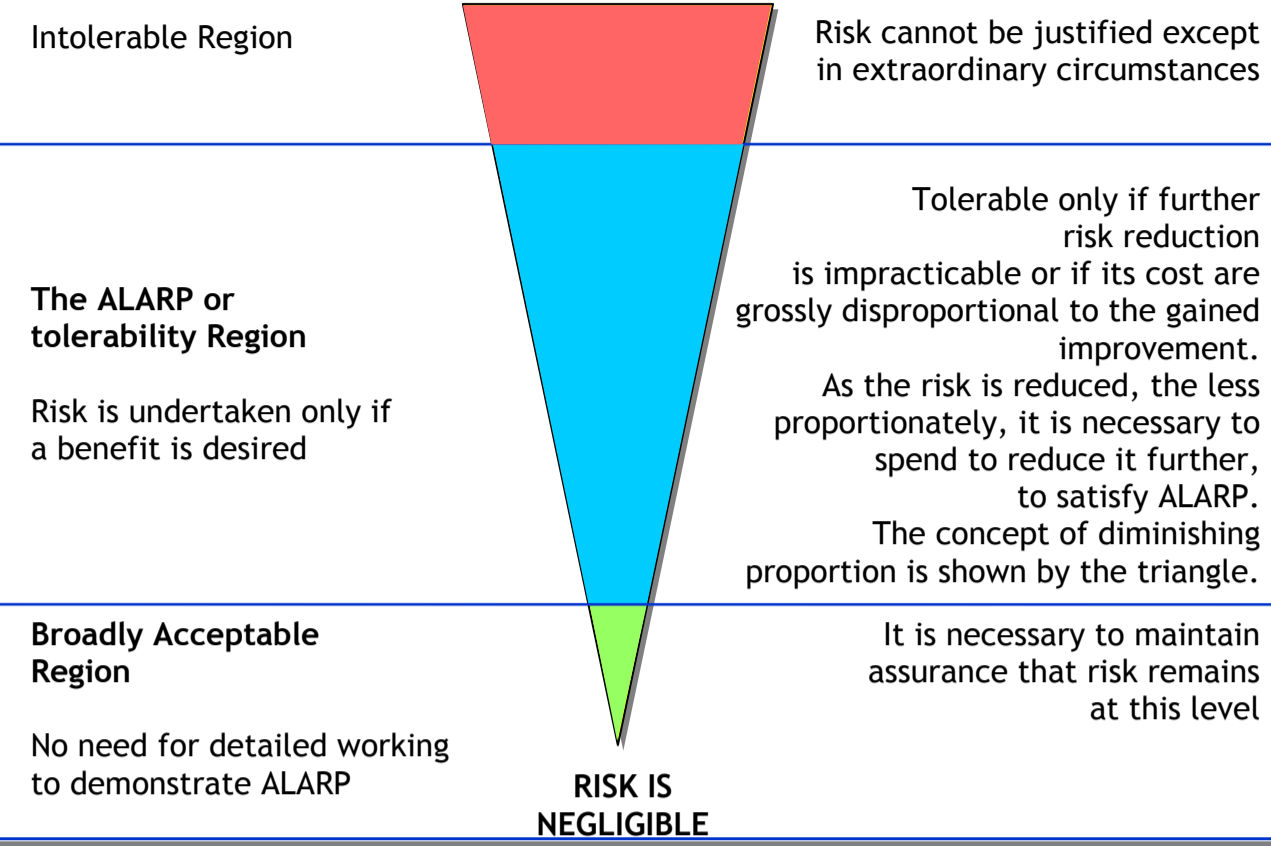 Intolerable Region
Risk cannot be justified except
in extraordinary circumstances
The ALARP or
tolerability Region
Risk is undertaken only if
a benefit is desired
Tolerable only if further
risk reduction
is impracticable or if its cost are
grossly disproportional to the gained
improvement.
As the risk is reduced, the less
proportionately, it is necessary to
spend to reduce it further,
to satisfy ALARP.
The concept of diminishing
proportion is shown by the triangle.
Broadly Acceptable
Region
No need for detailed working
to demonstrate ALARP
It is necessary to maintain
assurance that risk remains
at this level
RISK IS
NEGLIGIBLE